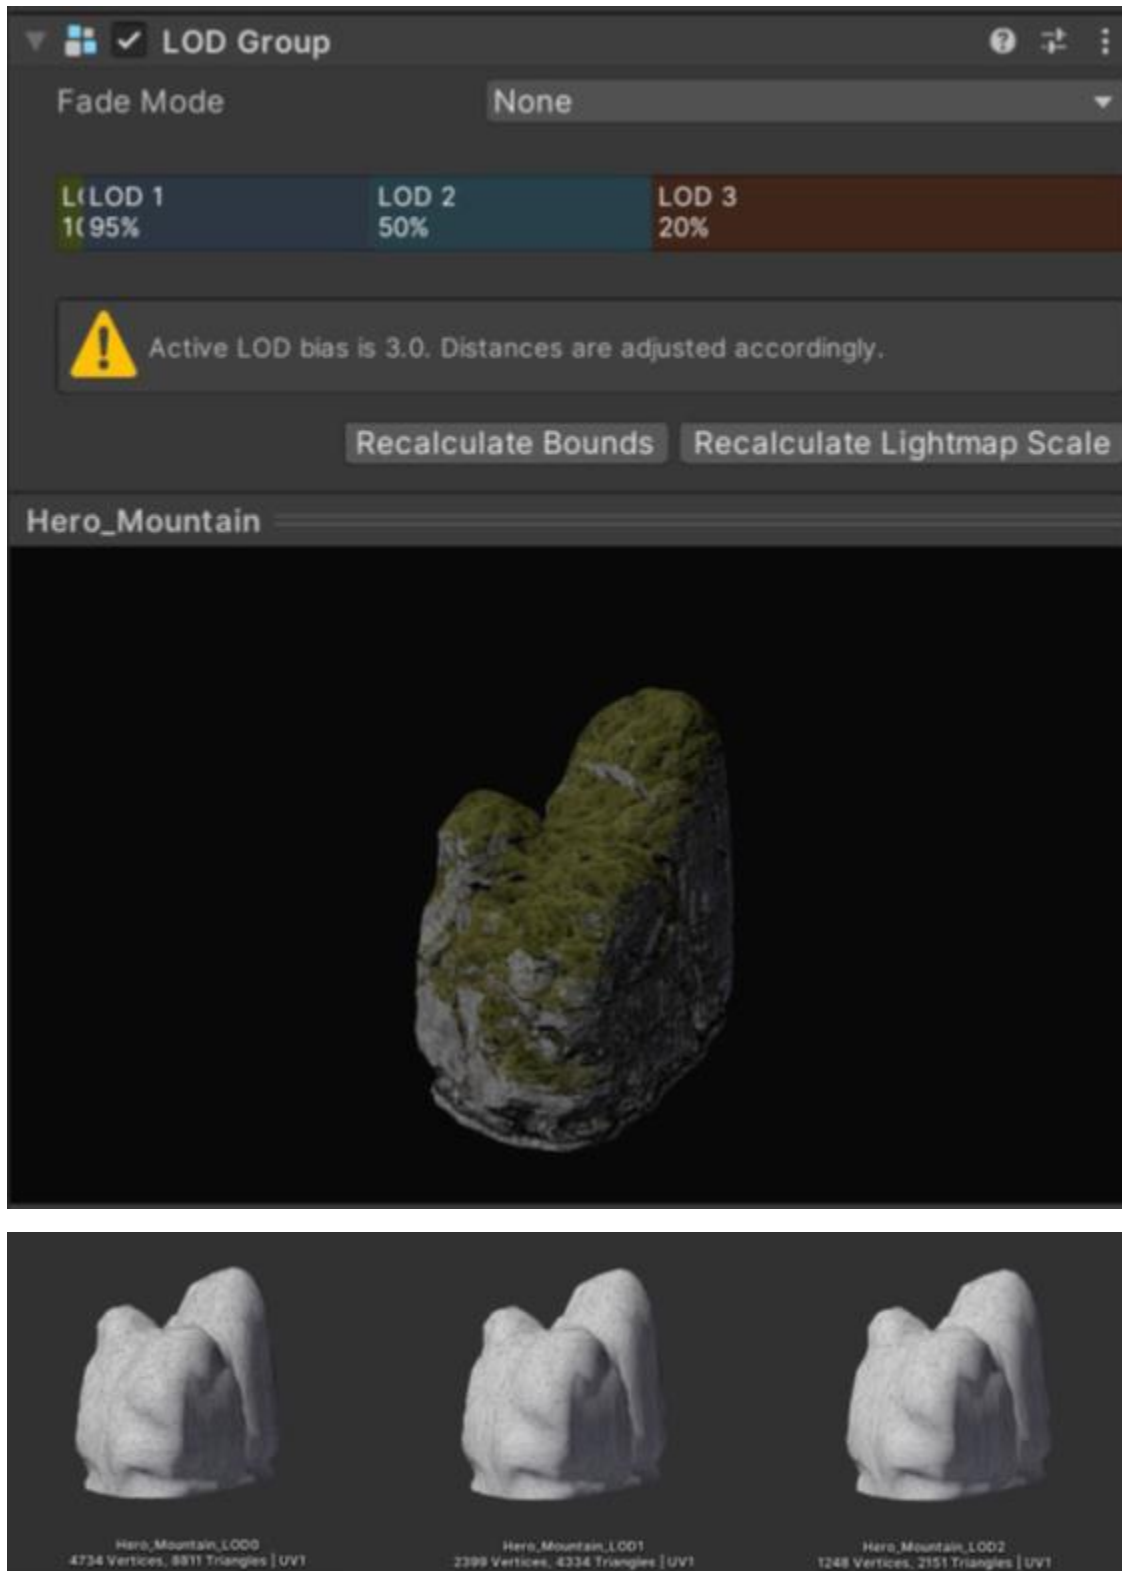 LOD Group
Fade Mode None
LOD 1 LOD 2 LOD 3
95% 50% 20%
Active LOD bias is 3.0. Distances are adjusted accordingly.
Recalculate Bounds Recalculate Lightmap Scale
Hero_Mountain
Hero_Mountain_LOD0 Hero_Mountain_LOD1 Hero_Mountain_LOD2
4734 Vertices, 8811 Triangles | UV1 2399 Vertices, 4334 Triangles | UV1 1248 Vertices, 2151 Triangles | UV1